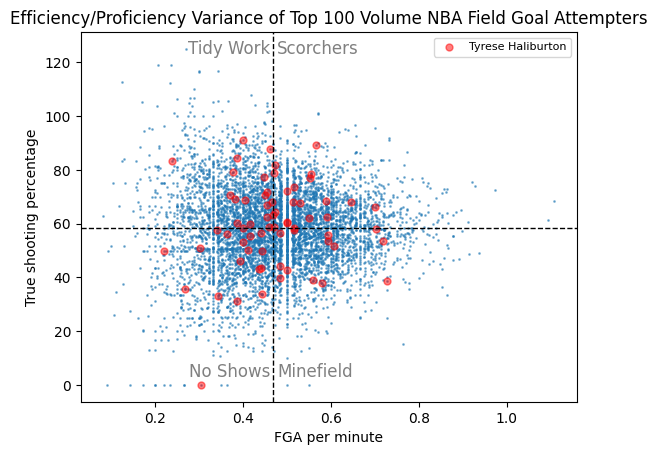 Efficiency/Proficiency Variance of Top 100 Volume NBA Field Goal Attempters
Tidy Work Scorchers
Tyrese Haliburton
120
100
80
60
40
20
0
True shooting percentage
No Shows Minefield
0.2 0.4 0.6 0.8 1.0
FGA per minute